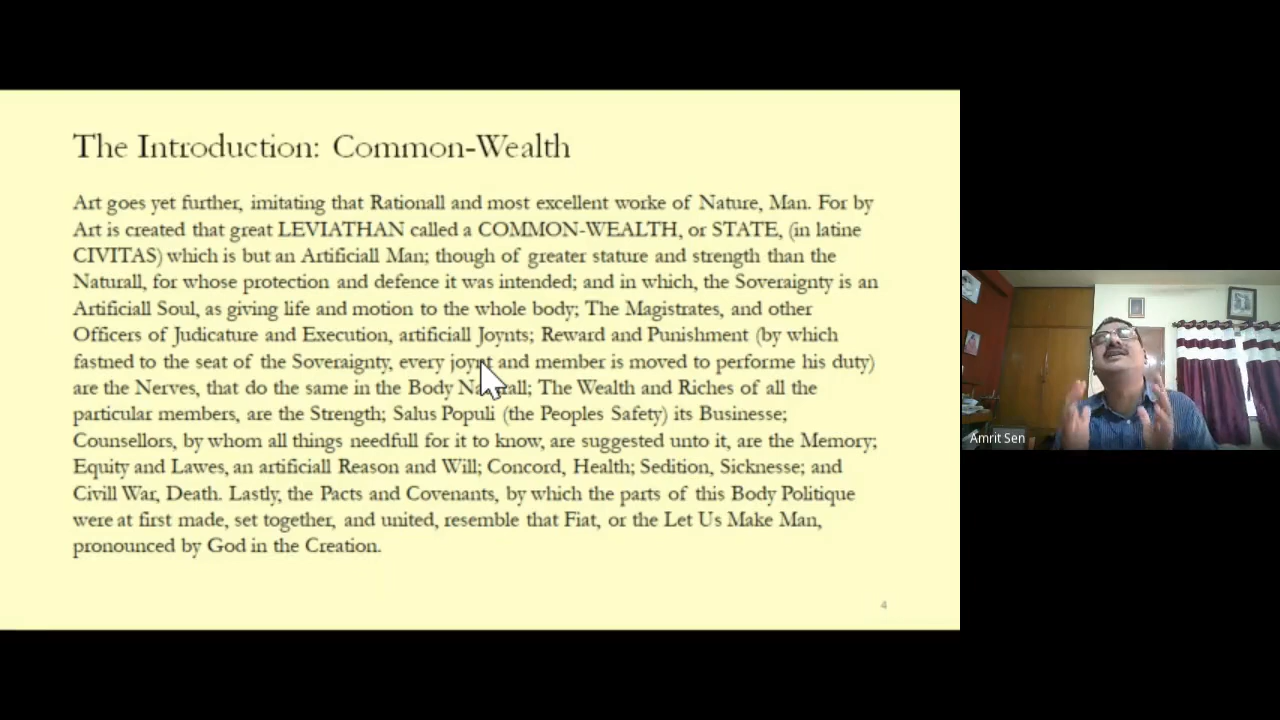 The Introduction: Common-Wealth
Art goes yet further, imitating that Rationall and most excellent worke of Nature, Man. For by
Art is created that great LEVIATHAN called a COMMON-WEALTH, or STATE, (in latine
CIVITAS) which is but an Artificiall Man; though of greater stature and strength than the
Naturall, for whose protection and defence it was intended; and in which, the Soveraignty is an
Artificiall Soul, as giving life and motion to the whole body; The Magistrates, and other
Officers of Judicature and Execution, artificiall Joynts; Reward and Punishment (by which
fastned to the seat of the Soveraignty, every joynt and member is moved to performe his duty)
are the Nerves, that do the same in the Body Naturall; The Wealth and Riches of all the
particular members, are the Strength; Salus Populi (the Peoples Safety) its Businesse;
Counsellors, by whom all things needfull for it to know, are suggested unto it, are the Memory;
Equity and Lawes, an artificiall Reason and Will; Concord, Health; Sedition, Sicknesse; and
Civill War, Death. Lastly, the Pacts and Covenants, by which the parts of this Body Politique
were at first made, set together, and united, resemble that Fiat, or the Let Us Make Man,
pronounced by God in the Creation.
4
Amrit Sen